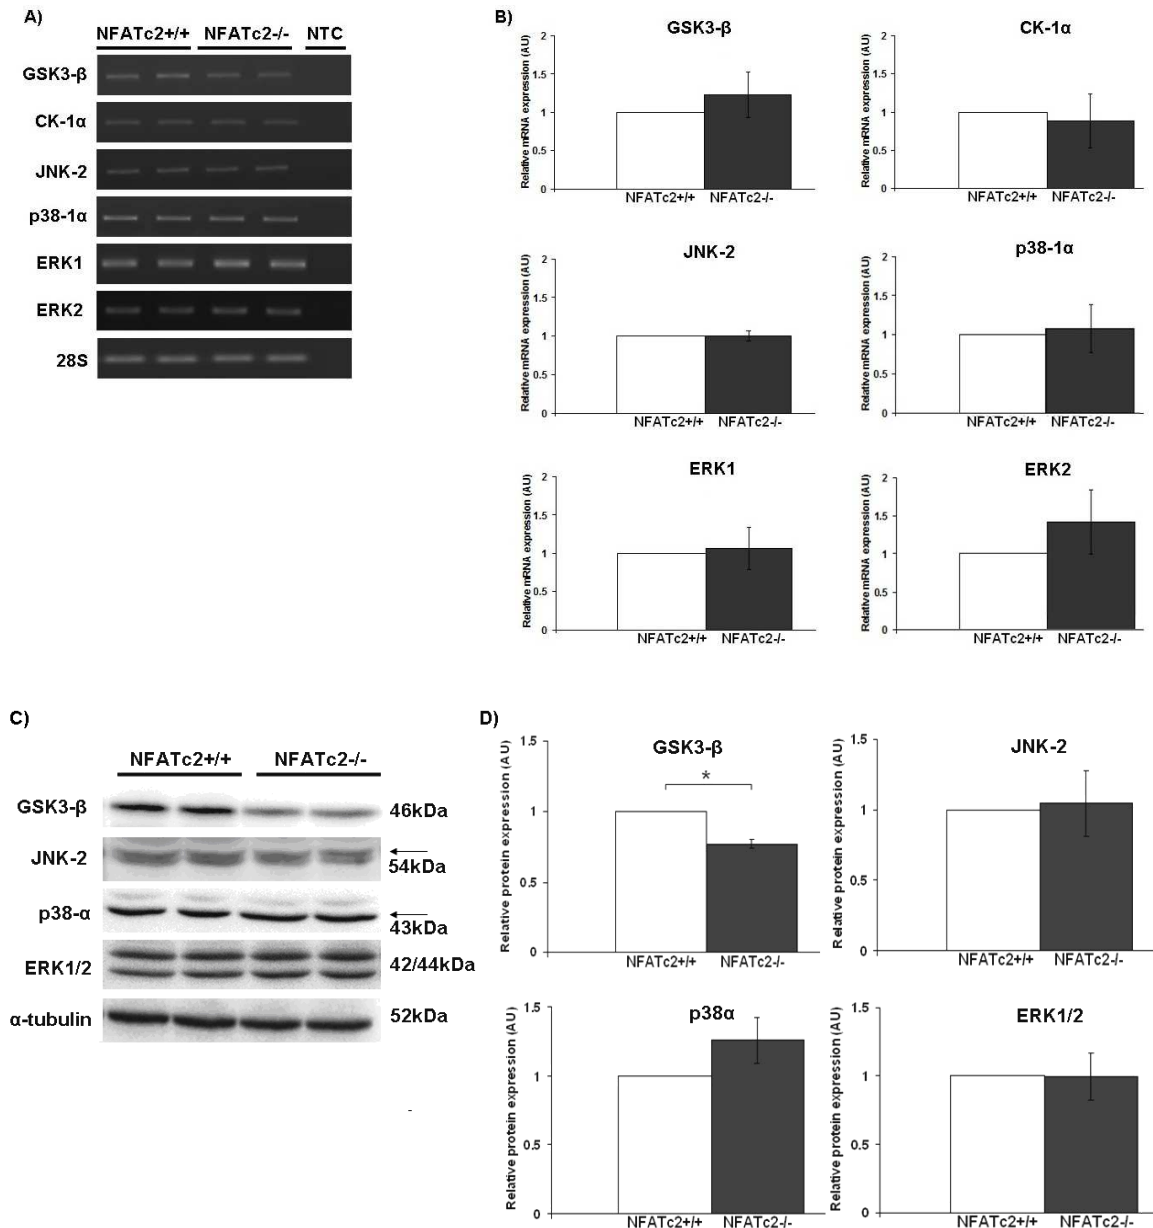 A)
NFATc2+/+ NFATc2-/- NTC
GSK3-β
CK-1α
JNK-2
p38-1α
ERK1
ERK2
28S
B)
GSK3-β
Relative mRNA expression (AU)
2
1.5
1
0.5
0
NFATc2+/+ NFATc2-/-
CK-1α
Relative mRNA expression (AU)
2
1.5
1
0.5
0
NFATc2+/+ NFATc2-/-
JNK-2
Relative mRNA expression (AU)
2
1.5
1
0.5
0
NFATc2+/+ NFATc2-/-
p38-1α
Relative mRNA expression (AU)
2
1.5
1
0.5
0
NFATc2+/+ NFATc2-/-
ERK1
Relative mRNA expression (AU)
2
1.5
1
0.5
0
NFATc2+/+ NFATc2-/-
ERK2
Relative mRNA expression (AU)
2
1.5
1
0.5
0
NFATc2+/+ NFATc2-/-
C)
NFATc2+/+ NFATc2-/-
GSK3-β 46kDa
JNK-2 54kDa
p38-α 43kDa
ERK1/2 42/44kDa
α-tubulin 52kDa
D)
GSK3-β
Relative protein expression (AU)
1.5
1
0.5
0
*
NFATc2+/+ NFATc2-/-
JNK-2
Relative protein expression (AU)
1.5
1
0.5
0
NFATc2+/+ NFATc2-/-
p38α
Relative protein expression (AU)
1.5
1
0.5
0
NFATc2+/+ NFATc2-/-
ERK1/2
Relative protein expression (AU)
1.5
1
0.5
0
NFATc2+/+ NFATc2-/-